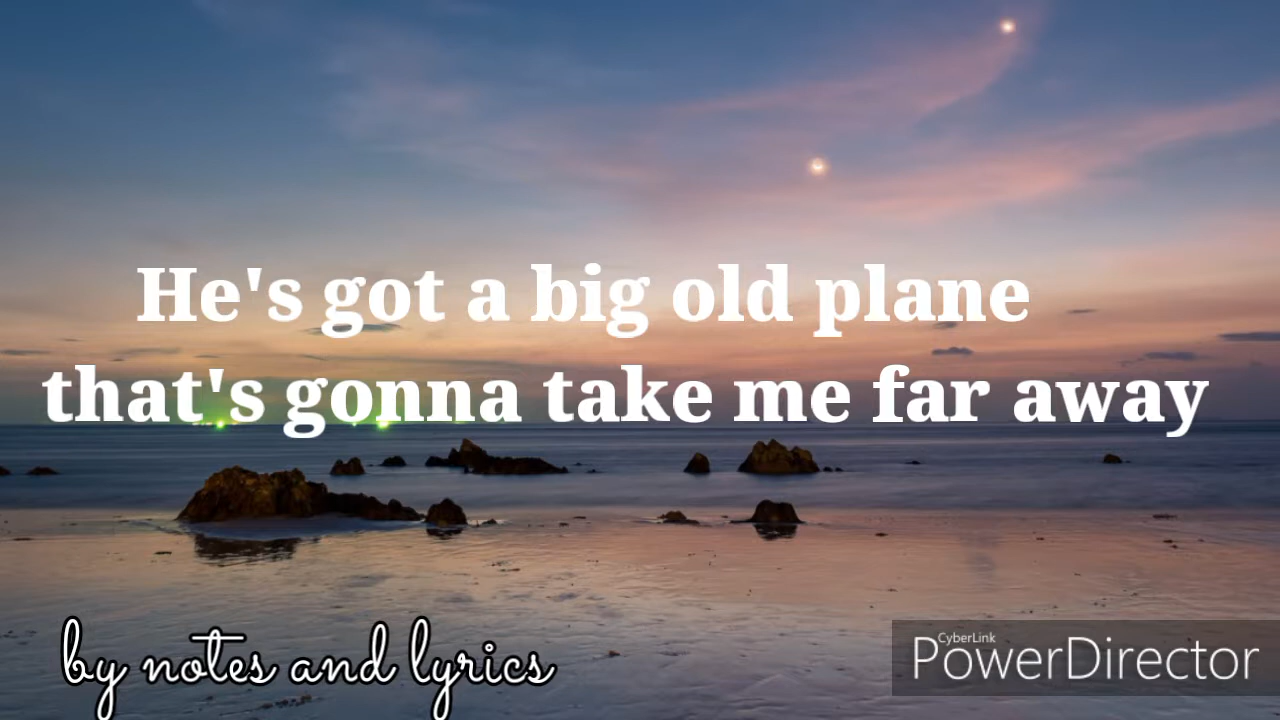 He's got a big old plane
that's gonna take me far away
by notes and lyrics
CyberLink
PowerDirector